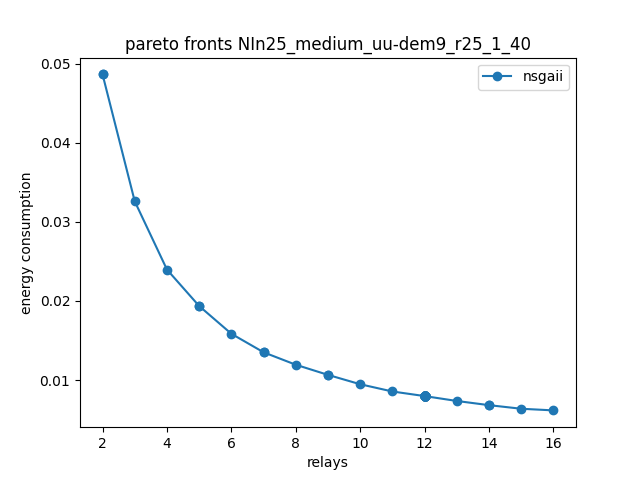 pareto fronts NIn25_medium_uu-dem9_r25_1_40
nsgaii
0.05
0.04
0.03
0.02
0.01
energy consumption
2 4 6 8 10 12 14 16
relays